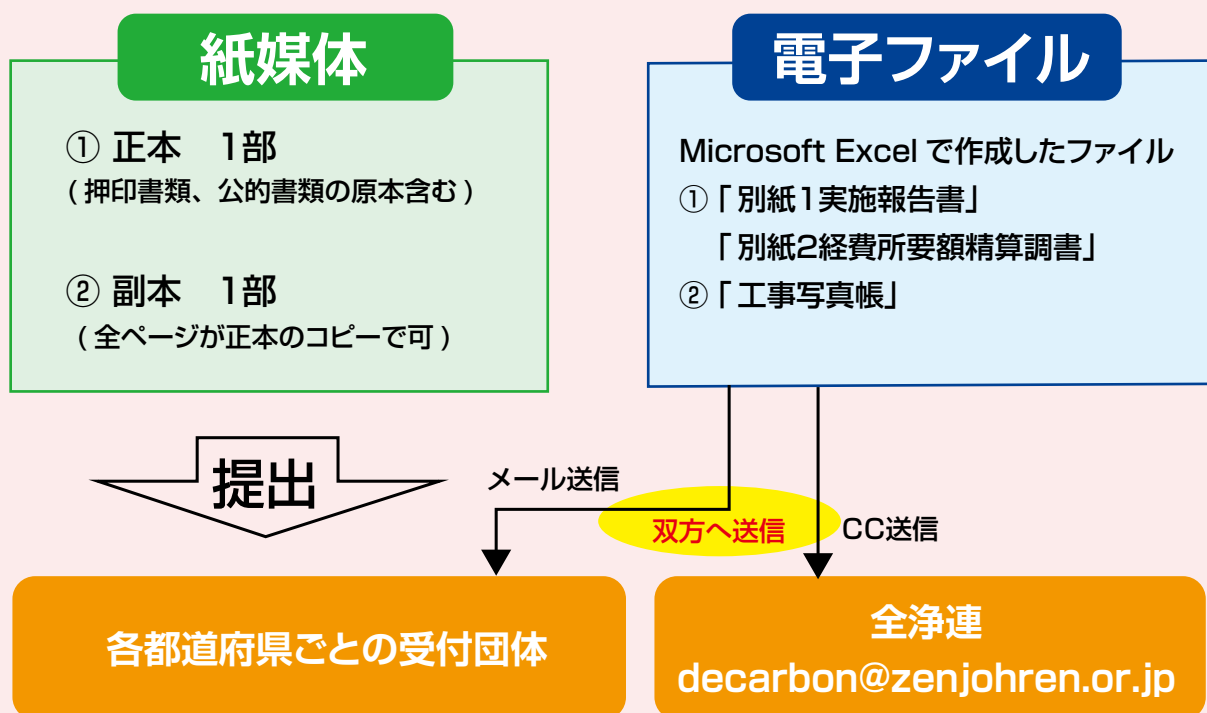 紙媒体
① 正本　1部
( 押印書類、公的書類の原本含む )
② 副本　1部
( 全ページが正本のコピーで可 )
電子ファイル
Microsoft Excel で作成したファイル
①「 別紙1実施報告書」
「 別紙2経費所要額精算調書」
②「 工事写真帳」
提出
メール送信
双方へ送信
CC送信
各都道府県ごとの受付団体
全浄連
decarbon@zenjohren.or.jp